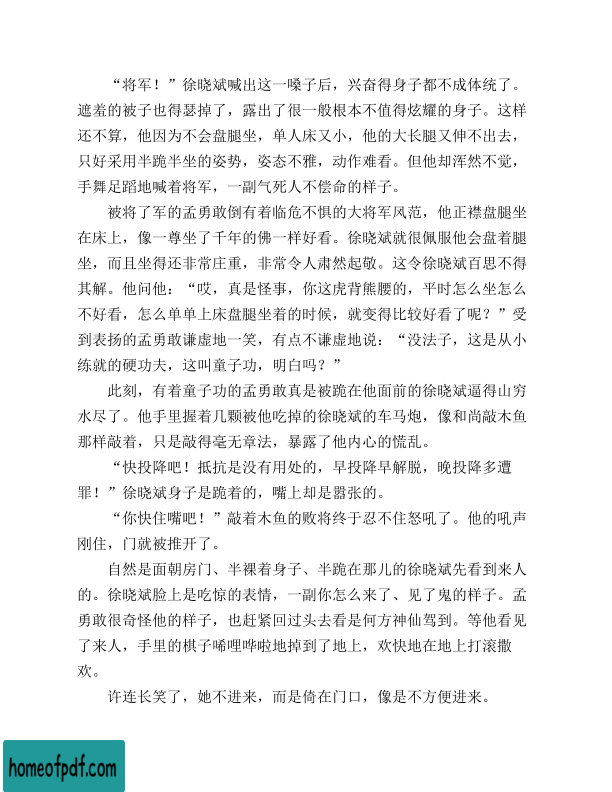 “将军！”徐晓斌喊出这一嗓子后，兴奋得身子都不成体统了。
遮羞的被子也得瑟掉了，露出了很一般根本不值得炫耀的身子。这样
还不算，他因为不会盘腿坐，单人床又小，他的大长腿又伸不出去，
只好采用半跪半坐的姿势，姿态不雅，动作难看。但他却浑然不觉，
手舞足蹈地喊着将军，一副气死人不偿命的样子。
被将了军的孟勇敢倒有着临危不惧的大将军风范，他正襟盘腿坐
在床上，像一尊坐了千年的佛一样好看。徐晓斌就很佩服他会盘着腿
坐，而且坐得还非常庄重，非常令人肃然起敬。这令徐晓斌百思不得
其解。他问他：“哎，真是怪事，你这虎背熊腰的，平时怎么坐怎么
不好看，怎么单单上床盘腿坐着的时候，就变得比较好看了呢？”受
到表扬的孟勇敢谦虚地一笑，有点不谦虚地说：“没法子，这是从小
练就的硬功夫，这叫童子功，明白吗？”
此刻，有着童子功的孟勇敢真是被跪在他面前的徐晓斌逼得山穷
水尽了。他手里握着几颗被他吃掉的徐晓斌的车马炮，像和尚敲木鱼
那样敲着，只是敲得毫无章法，暴露了他内心的慌乱。
“快投降吧！抵抗是没有用处的，早投降早解脱，晚投降多遭
罪！”徐晓斌身子是跪着的，嘴上却是嚣张的。
“你快住嘴吧！”敲着木鱼的败将终于忍不住怒吼了。他的吼声
刚住，门就被推开了。
自然是面朝房门、半裸着身子、半跪在那儿的徐晓斌先看到来人
的。徐晓斌脸上是吃惊的表情，一副你怎么来了、见了鬼的样子。孟
勇敢很奇怪他的样子，也赶紧回过头去看是何方神仙驾到。等他看见
了来人，手里的棋子唏哩哗啦地掉到了地上，欢快地在地上打滚撒
欢。
许连长笑了，她不进来，而是倚在门口，像是不方便进来。
homeofpdf.com